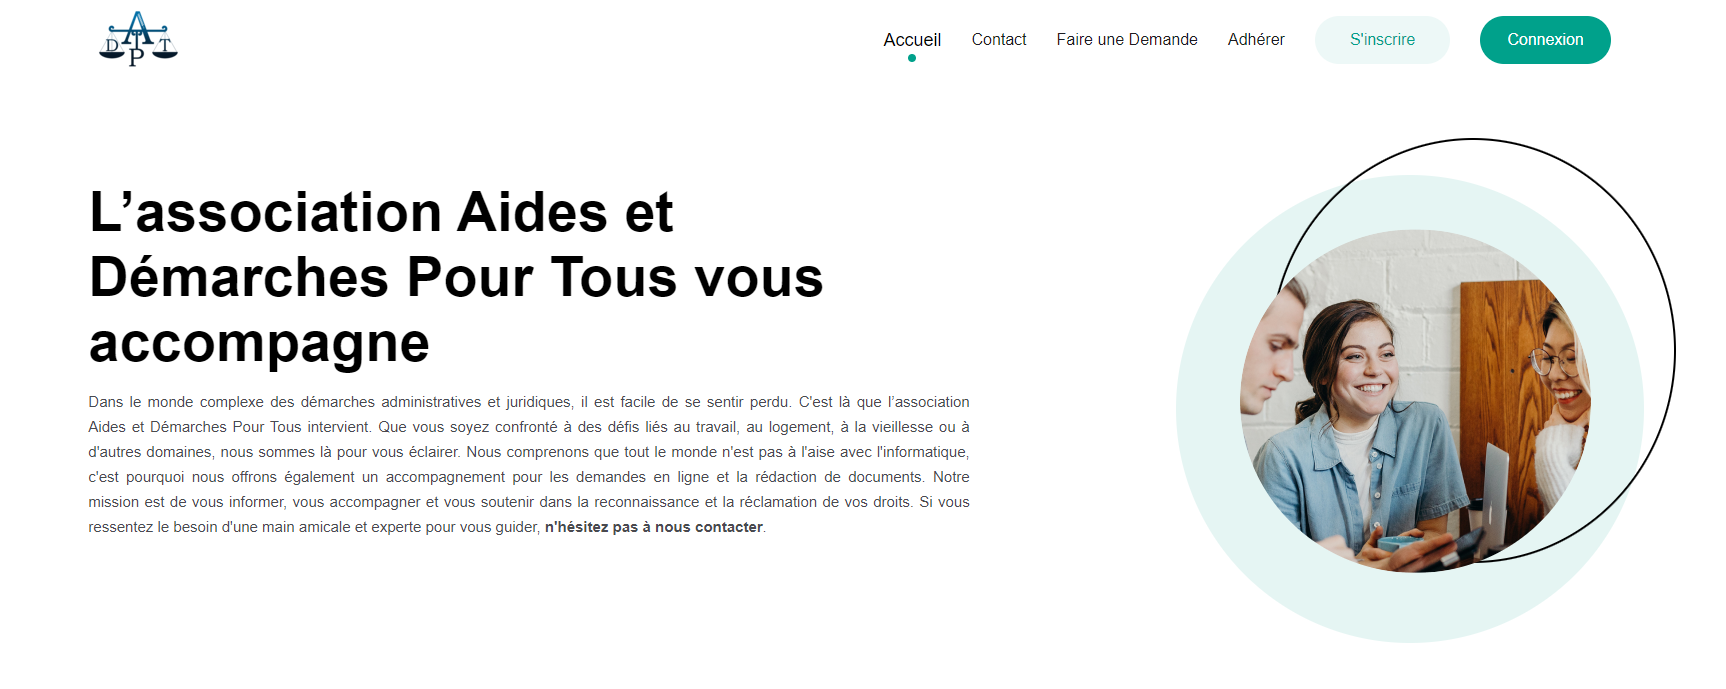 A
D T
P
Accueil Contact Faire une Demande Adhérer S'inscrire Connexion
L’association Aides et
Démarches Pour Tous vous
accompagne
Dans le monde complexe des démarches administratives et juridiques, il est facile de se sentir perdu. C'est là que l’association
Aides et Démarches Pour Tous intervient. Que vous soyez confronté à des défis liés au travail, au logement, à la vieillesse ou à
d'autres domaines, nous sommes là pour vous éclairer. Nous comprenons que tout le monde n'est pas à l'aise avec l'informatique,
c'est pourquoi nous offrons également un accompagnement pour les demandes en ligne et la rédaction de documents. Notre
mission est de vous informer, vous accompagner et vous soutenir dans la reconnaissance et la réclamation de vos droits. Si vous
ressentez le besoin d'une main amicale et experte pour vous guider, n'hésitez pas à nous contacter.